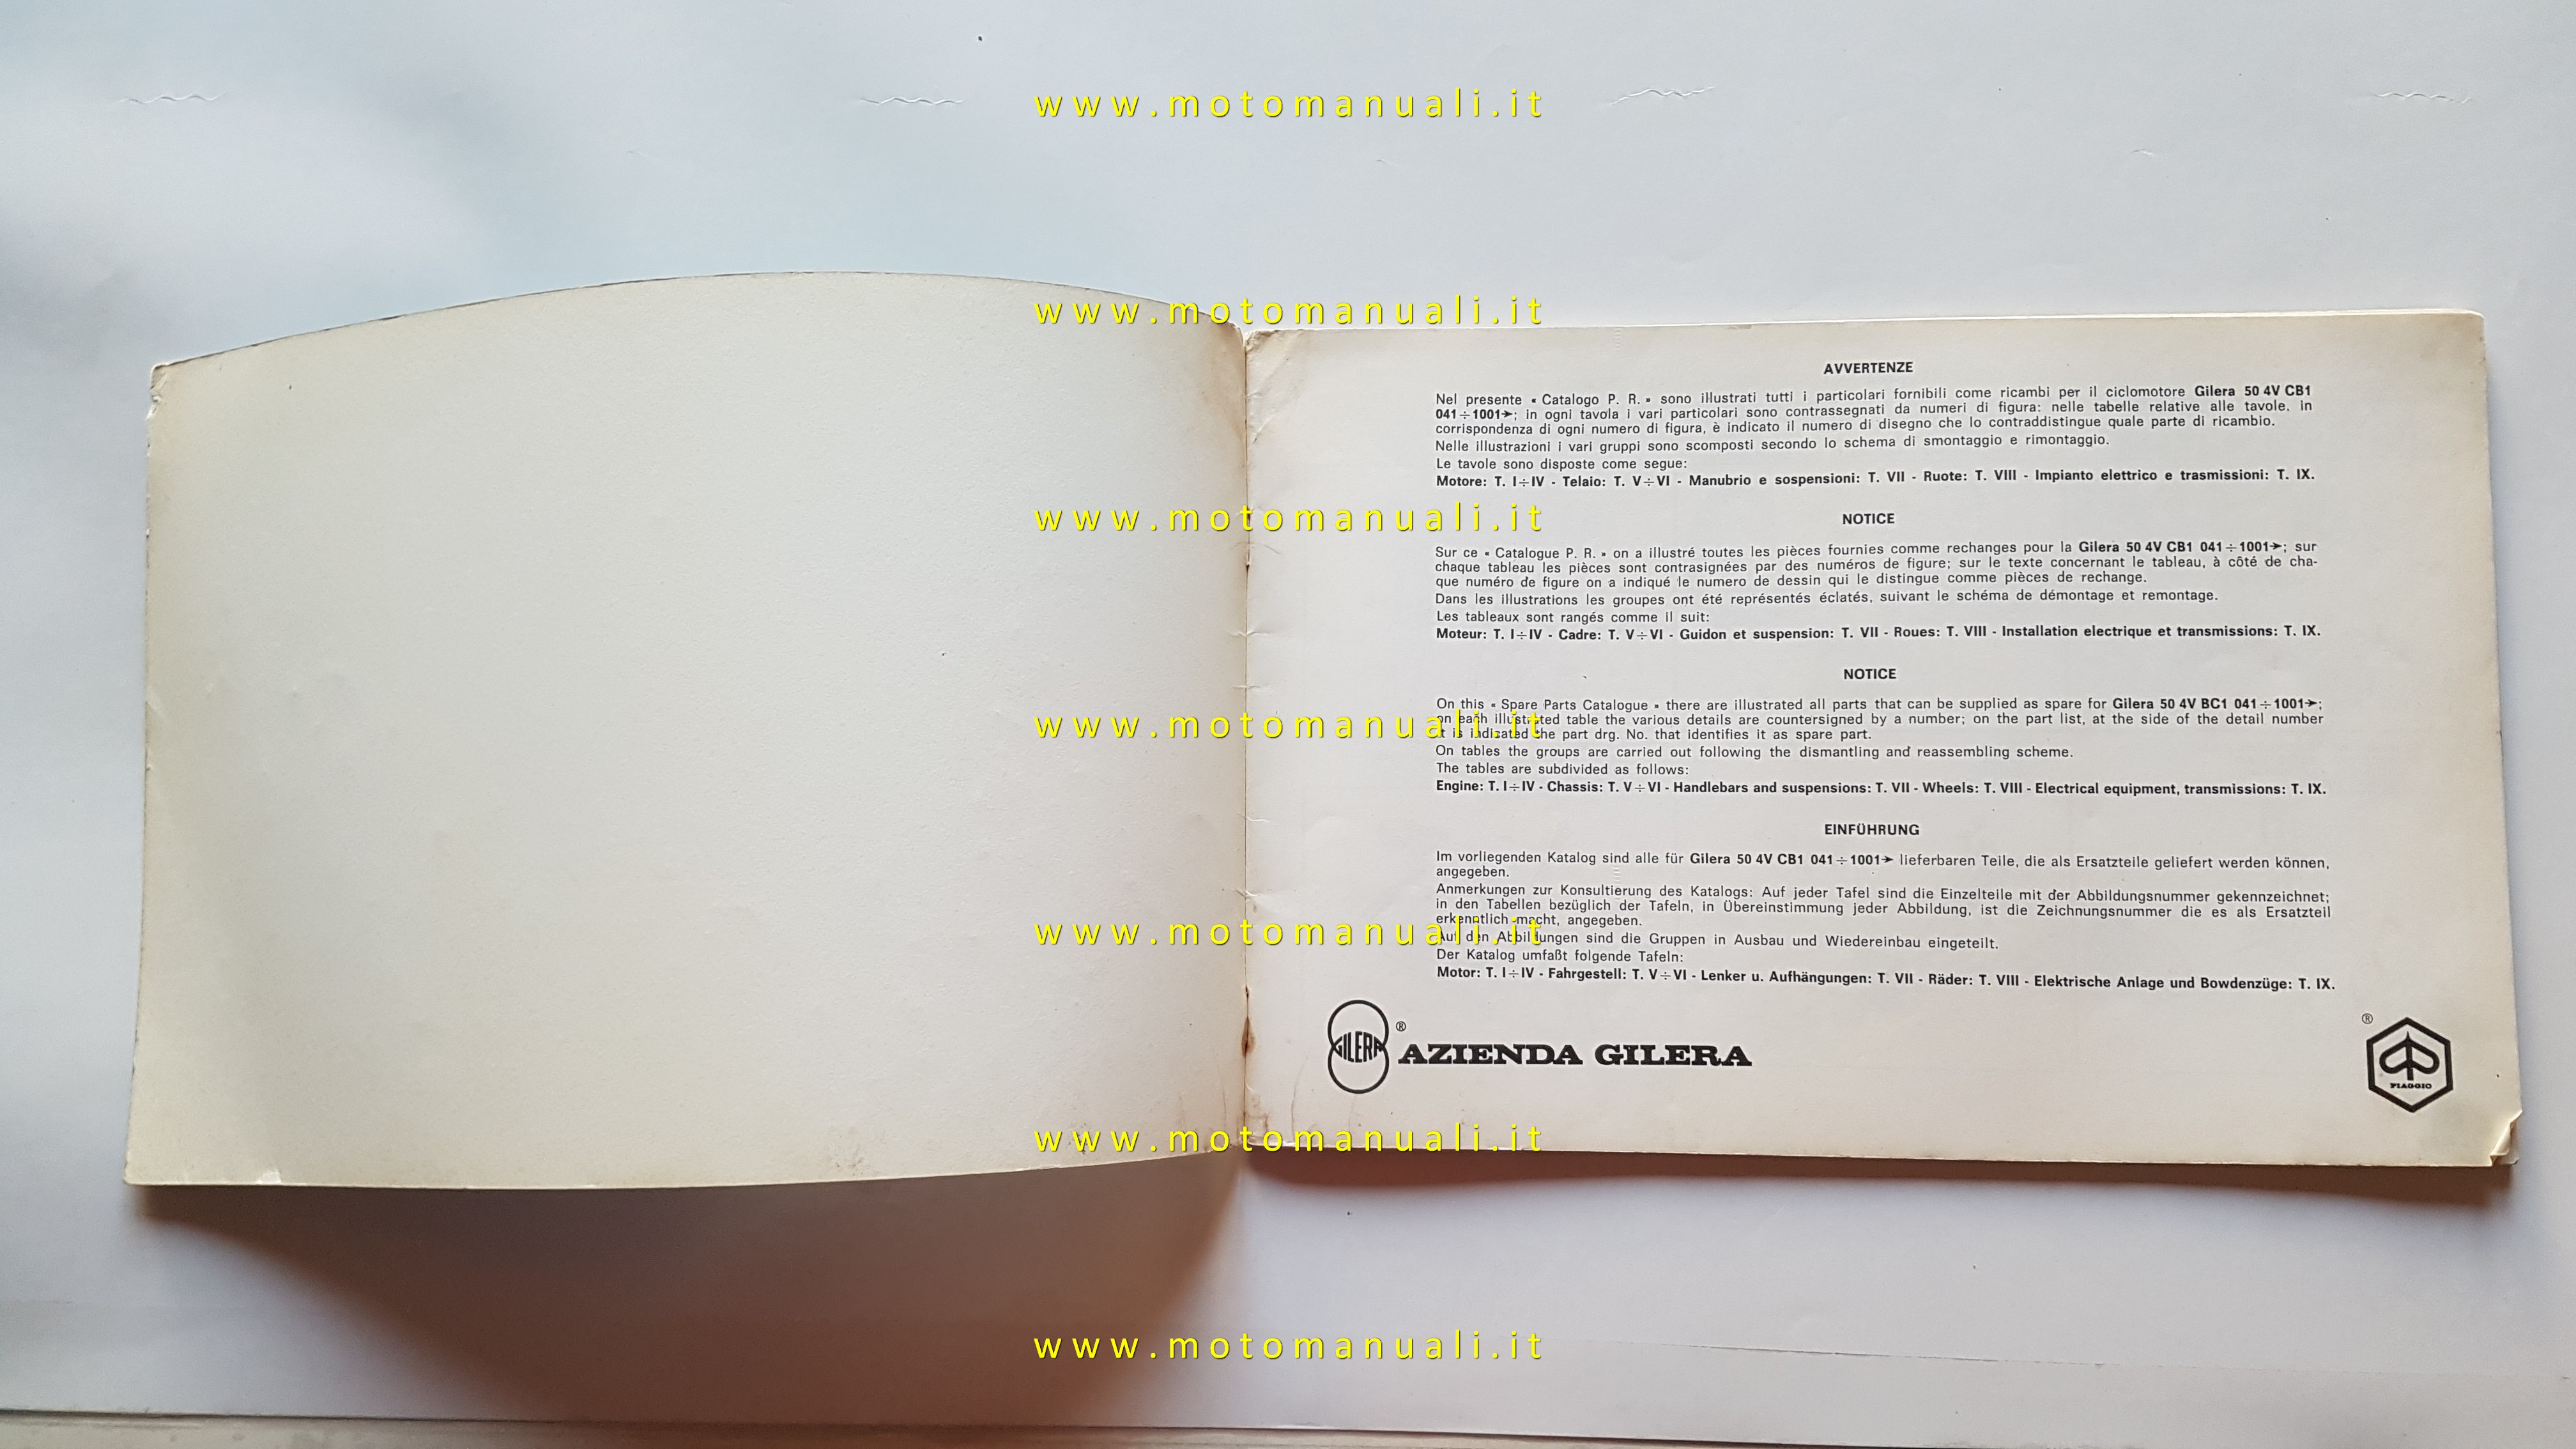 www.motomanuali.it
www.motomanuali.it
www.motomanuali.it
www.motomanuali.it
www.motomanuali.it
www.motomanuali.it
www.motomanuali.it
AVVERTENZE
Nel presente « Catalogo P. R. » sono illustrati tutti i particolari fornibili come ricambi per il ciclomotore Gilera 50 4V CB1
041÷1001➔; in ogni tavola i vari particolari sono contrassegnati da numeri di figura: nelle tabelle relative alle tavole. in
corrispondenza di ogni numero di figura, è indicato il numero di disegno che lo contraddistingue quale parte di ricambio.
Nelle illustrazioni i vari gruppi sono scomposti secondo lo schema di smontaggio e rimontaggio.
Le tavole sono disposte come segue:
Motore: T. I÷IV - Telaio: T. V÷VI - Manubrio e sospensioni: T. VII - Ruote: T. VIII - Impianto elettrico e trasmissioni: T. IX.
NOTICE
Sur ce « Catalogue P. R. » on a illustré toutes les pièces fournies comme rechanges pour la Gilera 50 4V CB1 041÷1001➔; sur
chaque tableau les pièces sont contrasignées par des numéros de figure; sur le texte concernant le tableau, à côté de cha-
que numéro de figure on a indiqué le numero de dessin qui le distingue comme pièces de rechange.
Dans les illustrations les groupes ont été représentés éclatés, suivant le schéma de démontage et remontage.
Les tableaux sont rangés comme il suit:
Moteur: T. I÷IV - Cadre: T. V÷VI - Guidon et suspension: T. VII - Roues: T. VIII - Installation electrique et transmissions: T. IX.
NOTICE
On this « Spare Parts Catalogue » there are illustrated all parts that can be supplied as spare for Gilera 50 4V BC1 041÷1001➔;
on each illustrated table the various details are countersigned by a number; on the part list, at the side of the detail number
it is indicated the part drg. No. that identifies it as spare part.
On tables the groups are carried out following the dismantling and reassembling scheme.
The tables are subdivided as follows:
Engine: T. I÷IV - Chassis: T. V÷VI - Handlebars and suspensions: T. VII - Wheels: T. VIII - Electrical equipment, transmissions: T. IX.
EINFÜHRUNG
Im vorliegenden Katalog sind alle für Gilera 50 4V CB1 041÷1001➔ lieferbaren Teile, die als Ersatzteile geliefert werden können,
angegeben.
Anmerkungen zur Konsultierung des Katalogs: Auf jeder Tafel sind die Einzelteile mit der Abbildungsnummer gekennzeichnet;
in den Tabellen bezüglich der Tafeln, in Übereinstimmung jeder Abbildung, ist die Zeichnungsnummer die es als Ersatzteil
erkenntlich macht, angegeben.
Auf den Abbildungen sind die Gruppen in Ausbau und Wiedereinbau eingeteilt.
Der Katalog umfaßt folgende Tafeln:
Motor: T. I÷IV - Fahrgestell: T. V÷VI - Lenker u. Aufhängungen: T. VII - Räder: T. VIII - Elektrische Anlage und Bowdenzüge: T. IX.
GILERA ® AZIENDA GILERA
® PIAGGIO